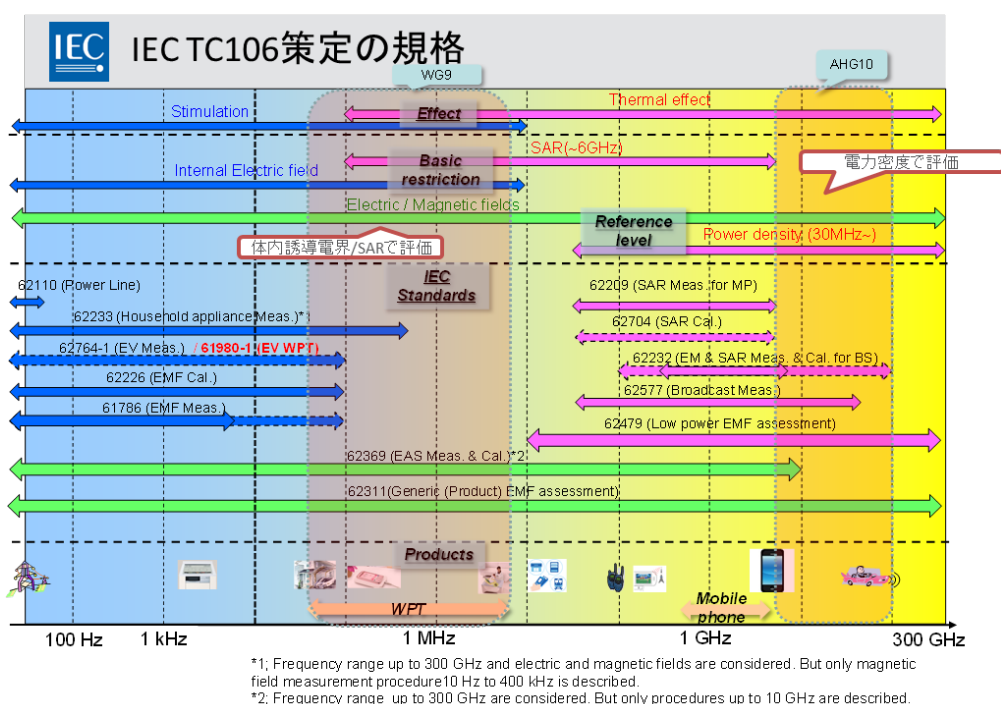 IEC
IEC TC106策定の規格
WG9
AHG10
Thermal effect
Stimulation
Effect
SAR(~6GHz)
Basic
restriction
電力密度で評価
Internal Electric field
Electric / Magnetic fields
Reference
level
Power density (30MHz~)
体内誘導電界/SARで評価
IEC
Standards
62110 (Power Line)
62209 (SAR Meas. for MP)
62233 (Household appliance Meas.)*
62704 (SAR Cal.)
62764-1 (EV Meas.) / 61980-1 (EV WPT)
62232 (EM & SAR Meas. & Cal. for BS)
62226 (EMF Cal.)
62577 (Broadcast Meas.)
61786 (EMF Meas.)
62479 (Low power EMF assessment)
62369 (EAS Meas. & Cal.)*2
62311(Generic (Product) EMF assessment)
Products
WPT
Mobile
phone
100 Hz
1 kHz
1 MHz
1 GHz
300 GHz
*1; Frequency range up to 300 GHz and electric and magnetic fields are considered. But only magnetic
field measurement procedure10 Hz to 400 kHz is described.
*2; Frequency range up to 300 GHz are considered. But only procedures up to 10 GHz are described.